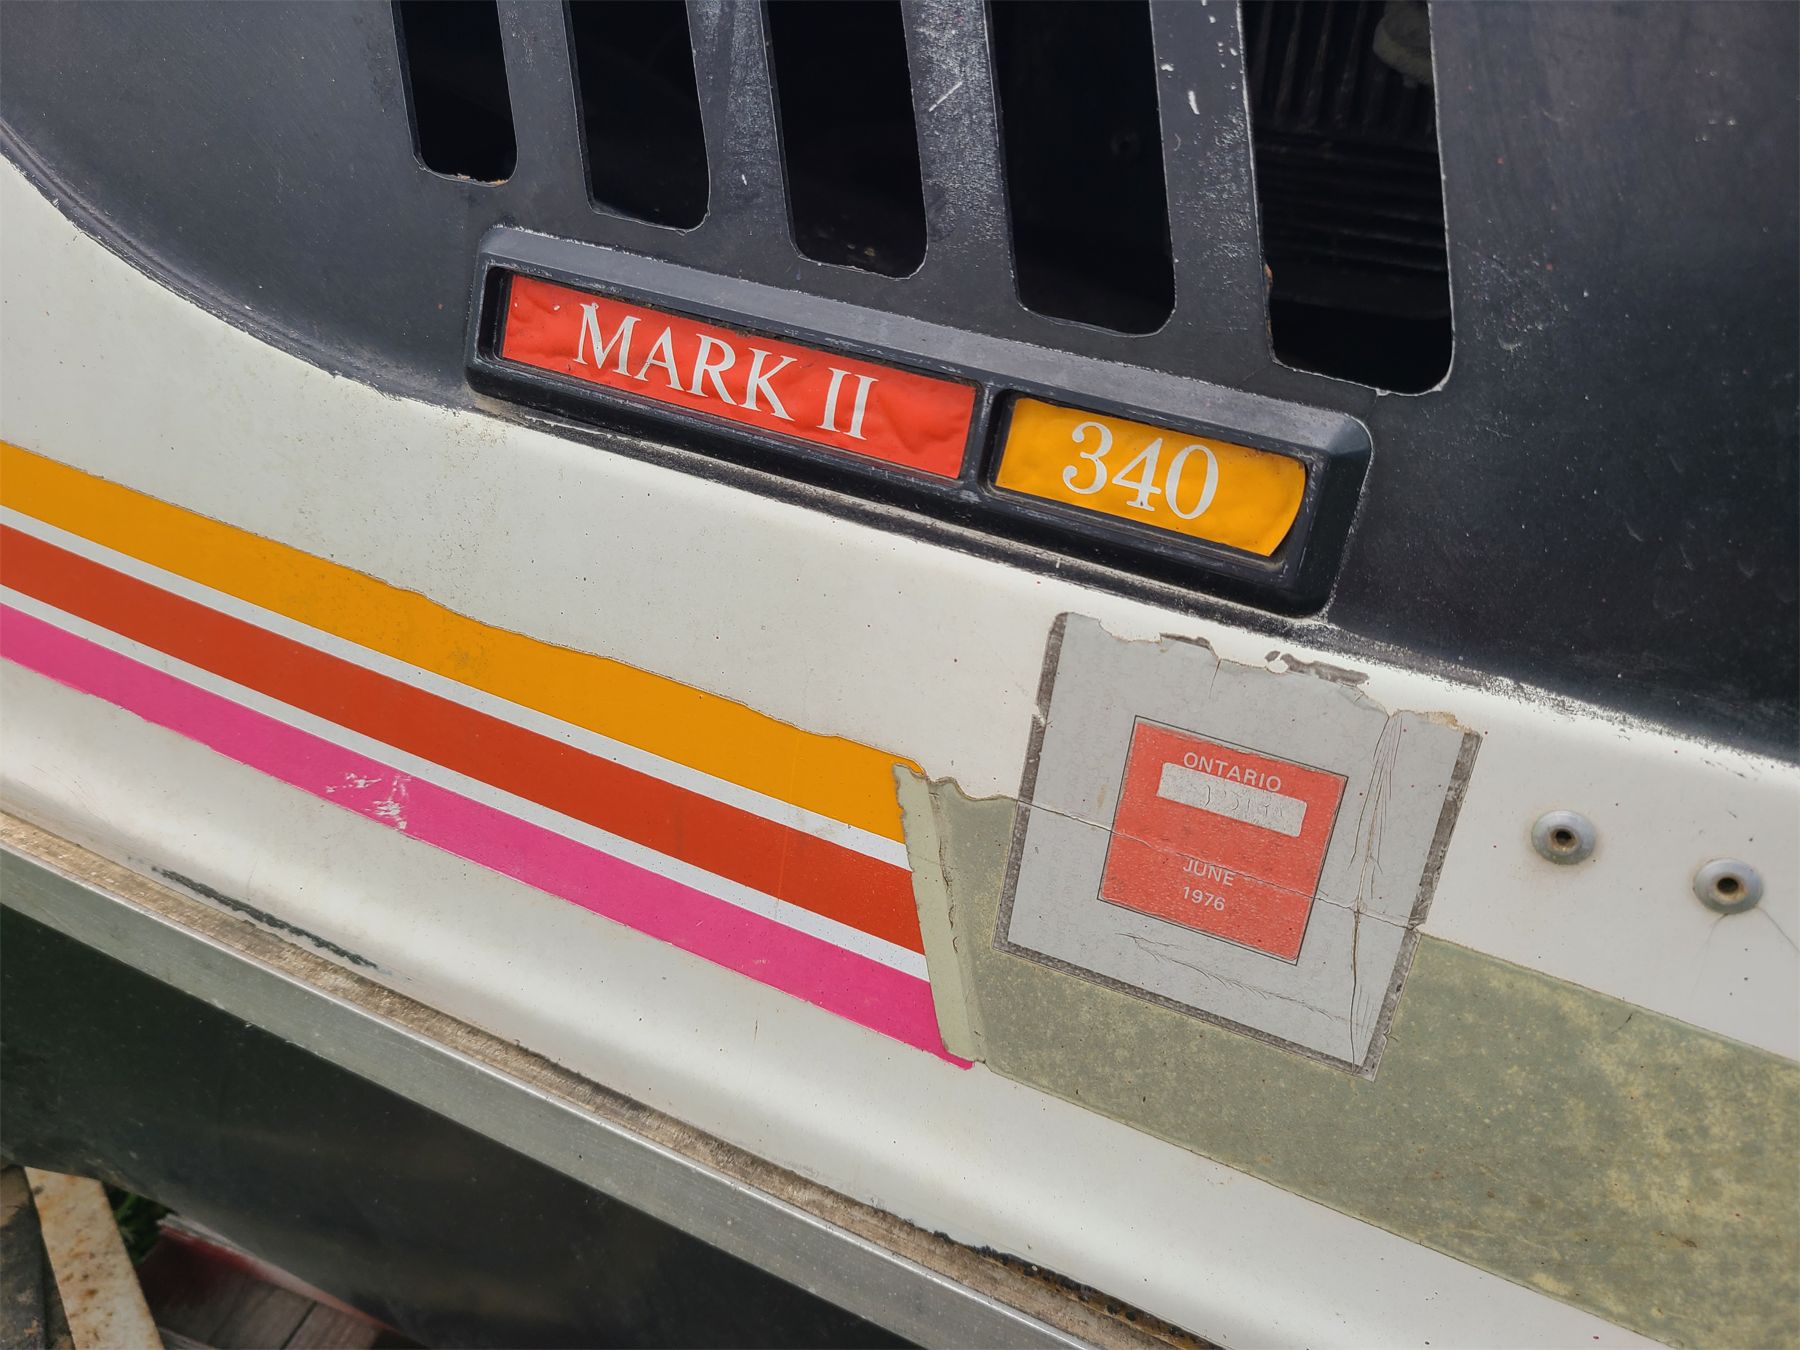 MARK II
340
ONTARIO
JUNE
1976